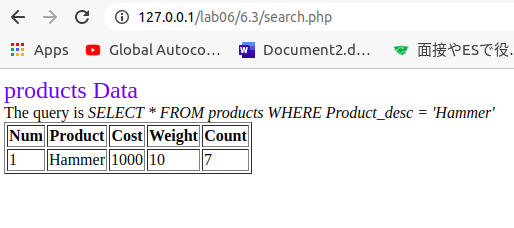 127.0.0.1/lab06/6.3/search.php
Apps Global Autoco... Document2.d... 面接やESで役.
products Data
The query is SELECT * FROM products WHERE Product_desc = 'Hammer'
Num Product Cost Weight Count
1 Hammer 1000 10 7